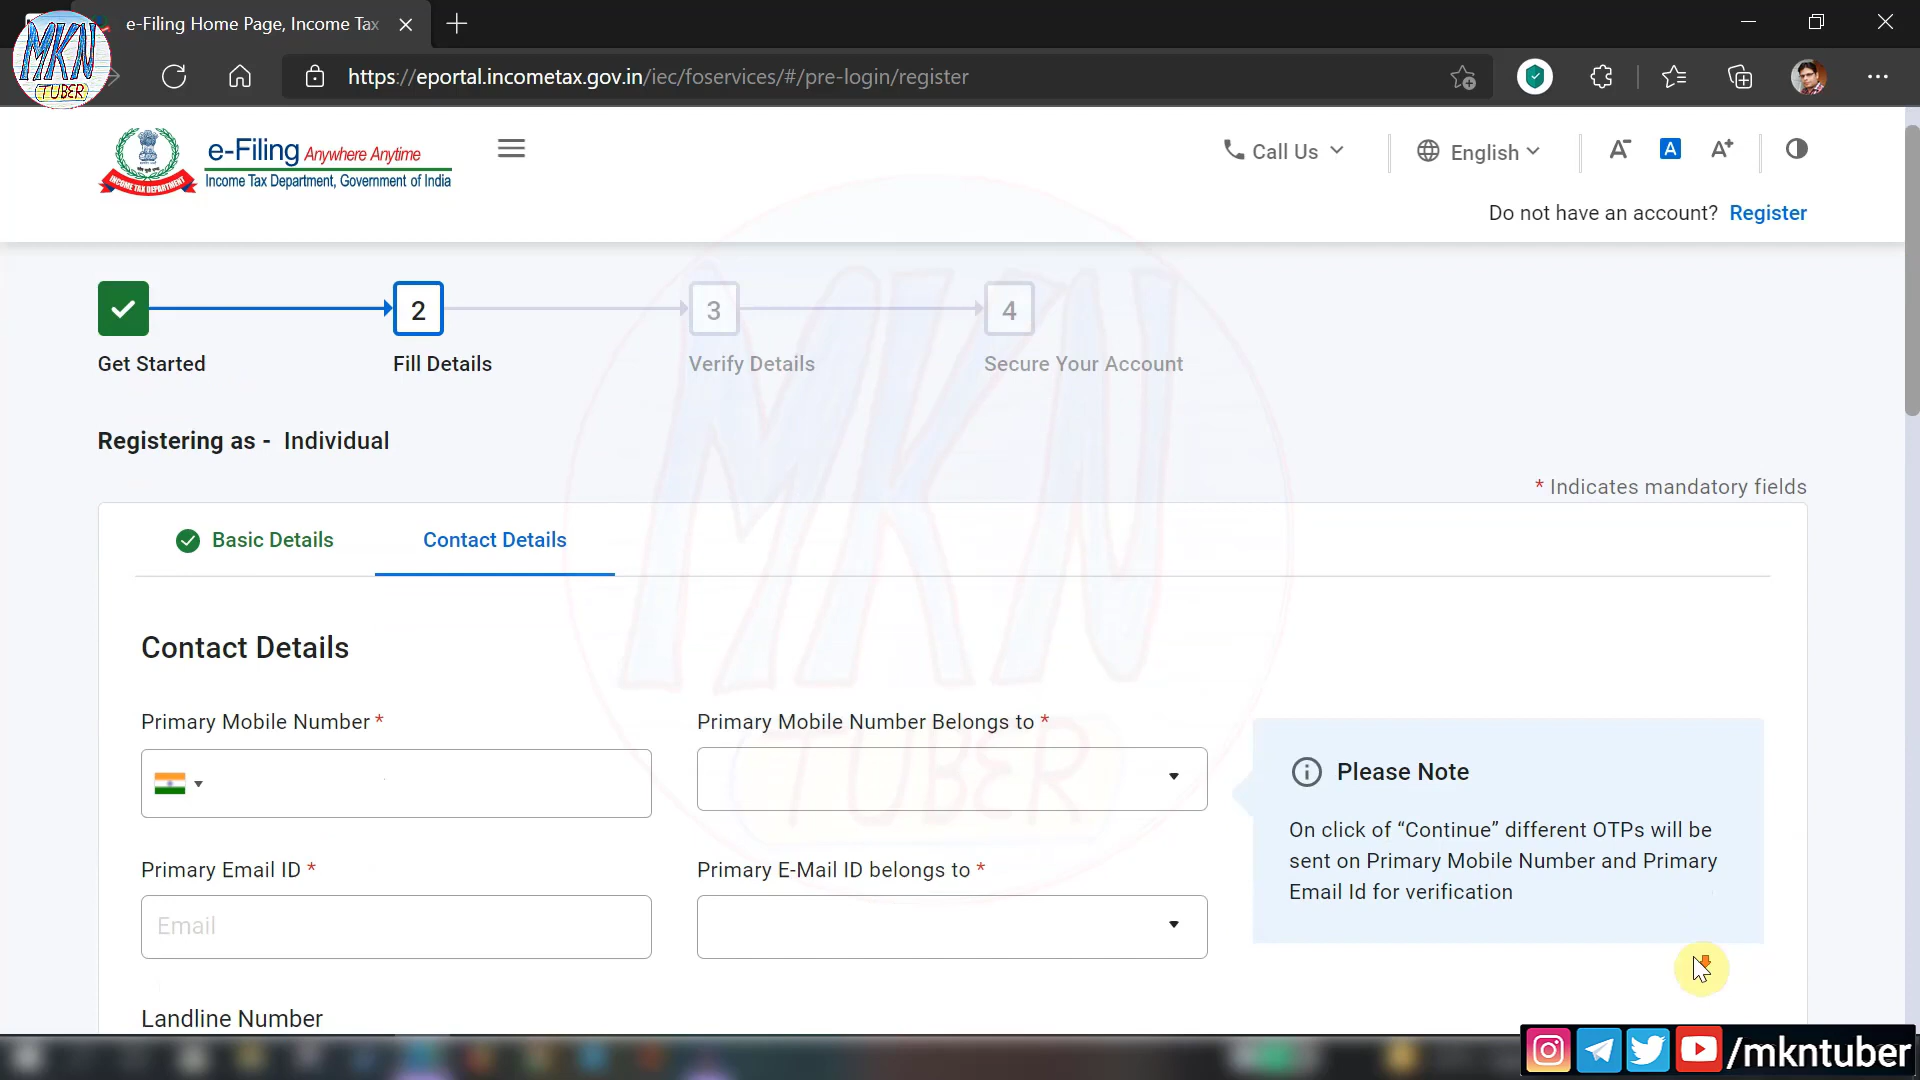 e-Filing Home Page, Income Tax
MKN
TUBER
https://eportal.incometax.gov.in/iec/foservices/#/pre-login/register
e-Filing Anywhere Anytime
Income Tax Department, Government of India
INCOME TAX DEPARTMENT
Call Us
English
A-
A
A+
Do not have an account? Register
2
3
4
Get Started
Fill Details
Verify Details
Secure Your Account
Registering as - Individual
* Indicates mandatory fields
Basic Details
Contact Details
Contact Details
Primary Mobile Number *
Primary Mobile Number Belongs to *
Please Note
On click of “Continue” different OTPs will be
sent on Primary Mobile Number and Primary
Email Id for verification
Primary Email ID *
Primary E-Mail ID belongs to *
Email
Landline Number
MKN
TUBER
/mkntuber